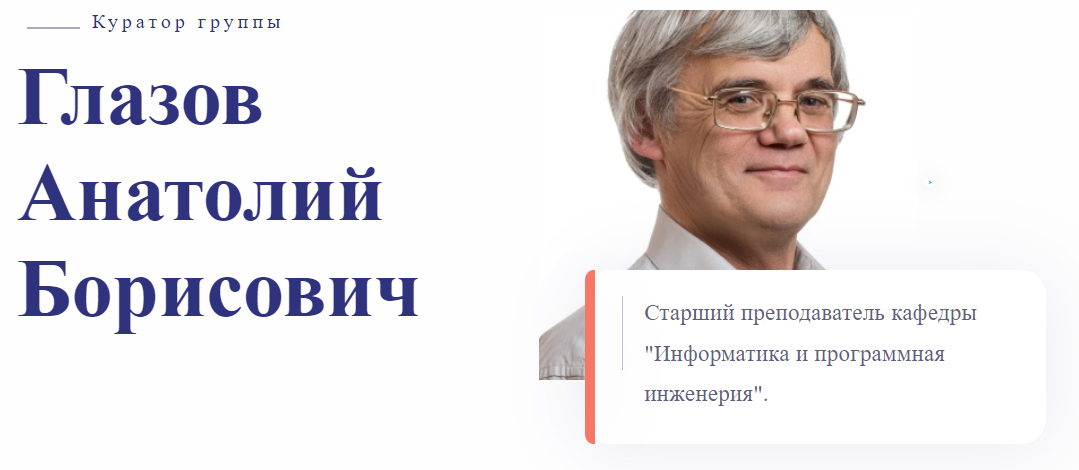 Куратор группы
Глазов
Анатолий
Борисович
Старший преподаватель кафедры
"Информатика и программная
инженерия".